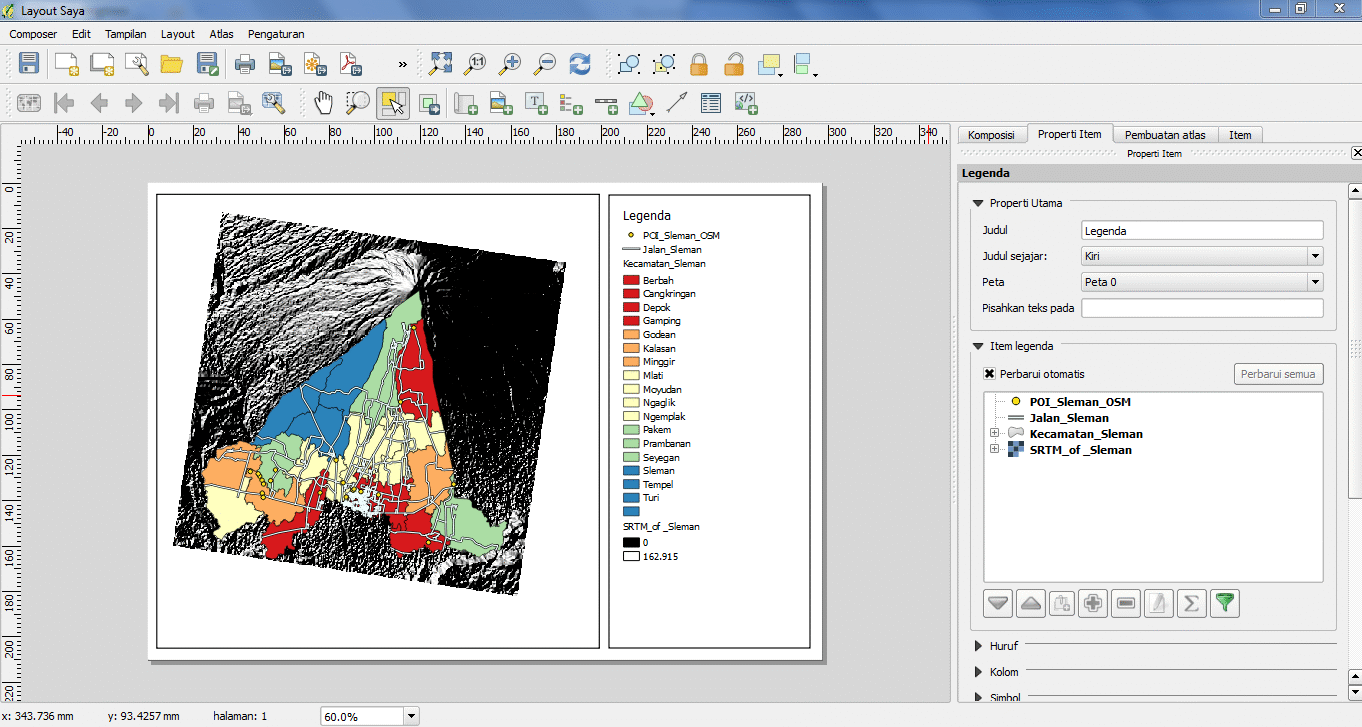 Layout Saya
Composer Edit Tampilan Layout Atlas Pengaturan
» 1:1
T
-40 -20 0 20 40 60 80 100 120 140 160 180 200 220 240 260 280 300 320 340
0
20
40
60
80
100
120
140
160
180
200
220
Legenda
POI_Sleman_OSM
Jalan_Sleman
Kecamatan_Sleman
Berbah
Cangkringan
Depok
Gamping
Godean
Kalasan
Minggir
Mlati
Moyudan
Ngaglik
Ngemplak
Pakem
Prambanan
Seyegan
Sleman
Tempel
Turi
SRTM_of _Sleman
0
162.915
Komposisi Properti Item Pembuatan atlas Item
Properti Item
Legenda
Properti Utama
Judul Legenda
Judul sejajar: Kiri
Peta Peta 0
Pisahkan teks pada
Item legenda
Perbarui otomatis Perbarui semua
POI_Sleman_OSM
Jalan_Sleman
Kecamatan_Sleman
SRTM_of _Sleman
Σ
Huruf
Kolom
Simbol
x: 343.736 mm y: 93.4257 mm halaman: 1 60.0%